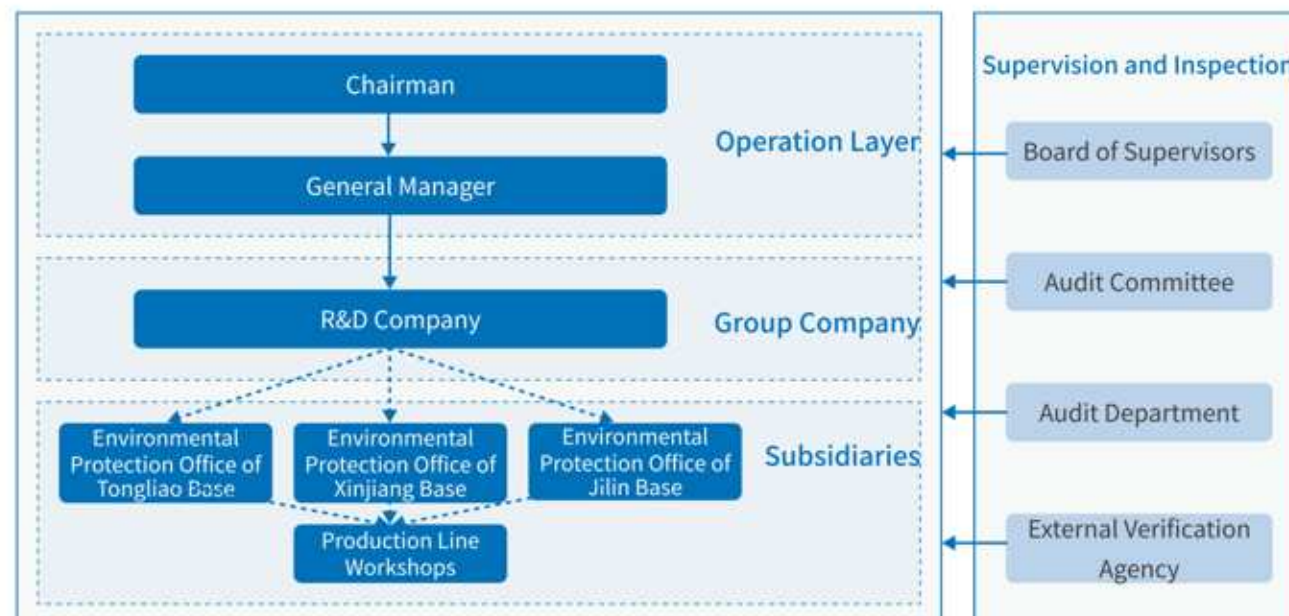 Chairman
General Manager
Operation Layer
R&D Company
Group Company
Environmental
Protection Office of
Tongliao Base
Environmental
Protection Office of
Xinjiang Base
Environmental
Protection Office of
Jilin Base
Subsidiaries
Production Line
Workshops
Supervision and Inspection
Board of Supervisors
Audit Committee
Audit Department
External Verification
Agency